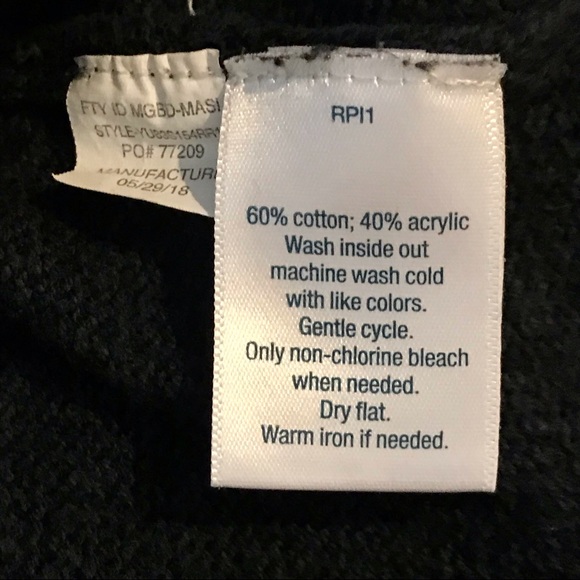 FTY ID MGBD-MASI
PO# 77209
MANUFACTURI
05/29/18
RPI1
60% cotton; 40% acrylic
Wash inside out
machine wash cold
with like colors.
Gentle cycle.
Only non-chlorine bleach
when needed.
Dry flat.
Warm iron if needed.